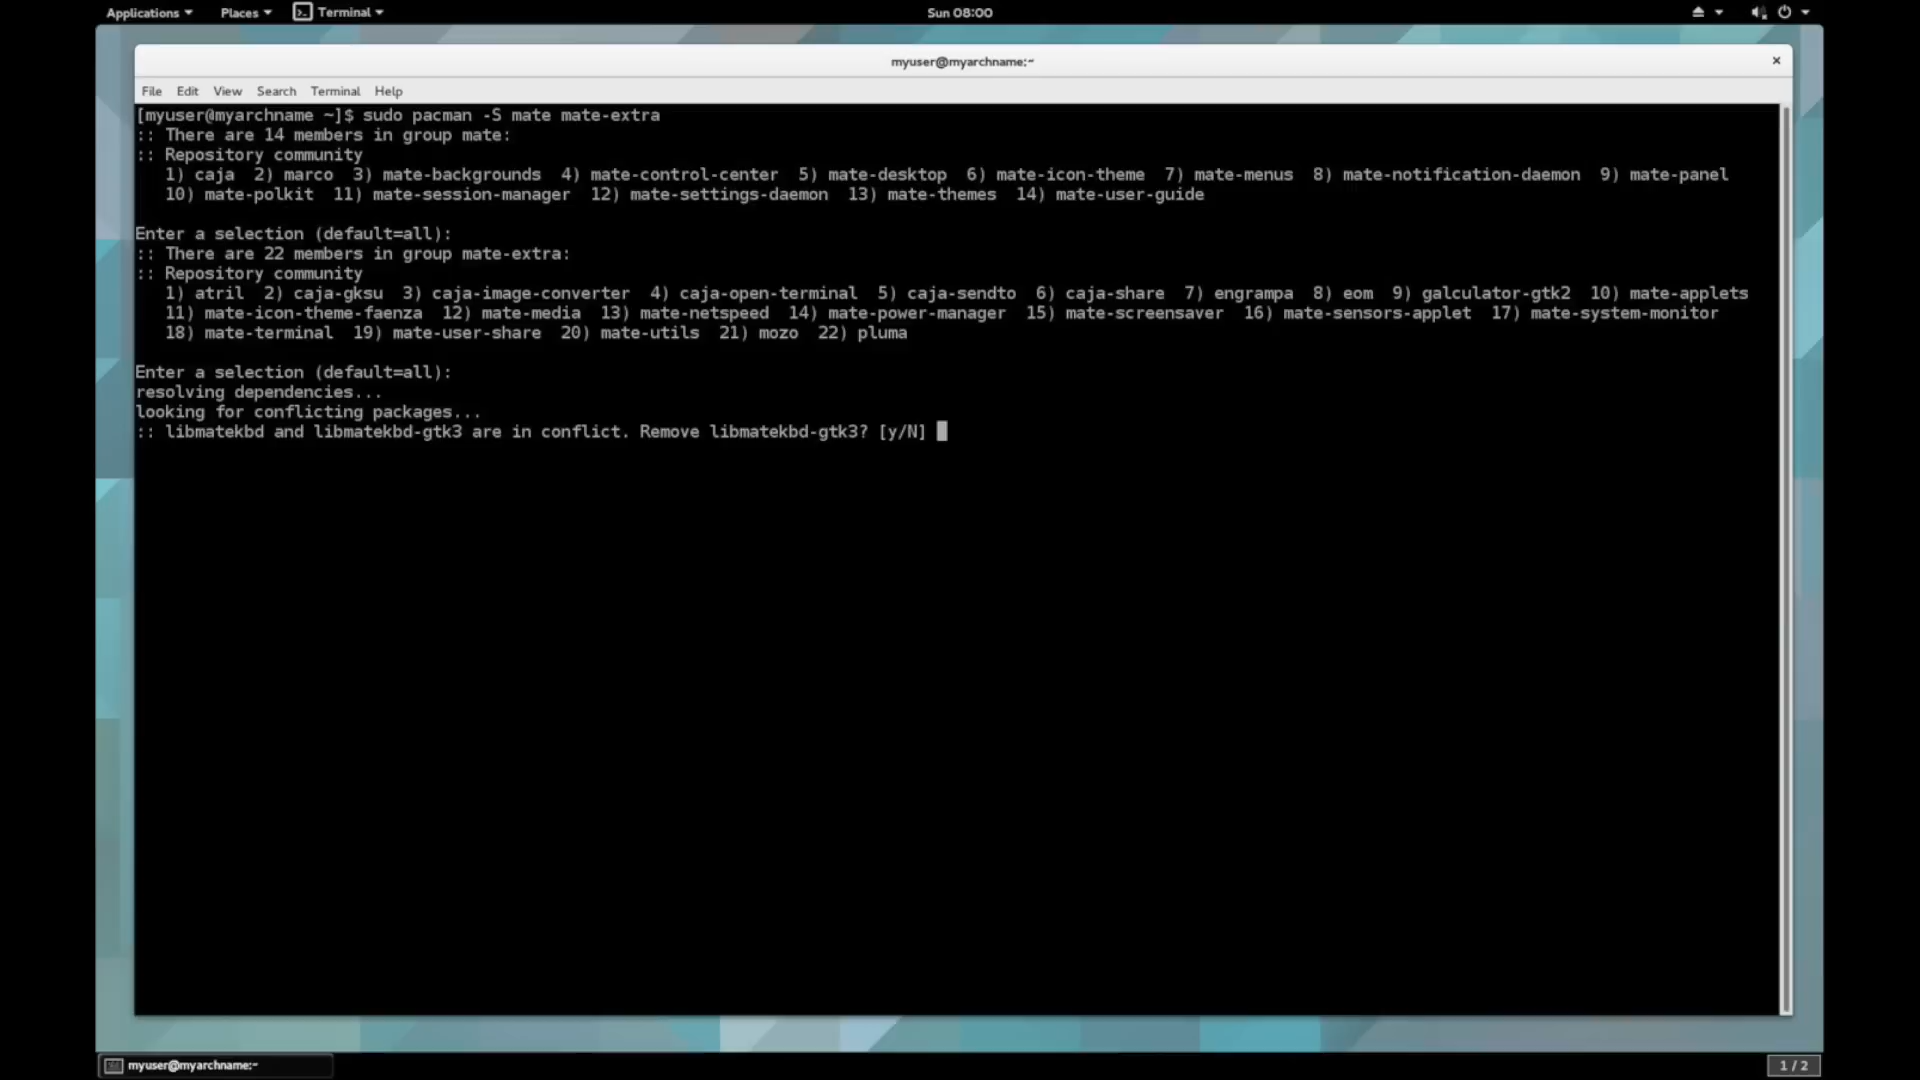 Applications Places Terminal Sun 08:00
myuser@myarchname:~ ×
File Edit View Search Terminal Help
[myuser@myarchname ~]$ sudo pacman -S mate mate-extra
:: There are 14 members in group mate:
:: Repository community
1) caja 2) marco 3) mate-backgrounds 4) mate-control-center 5) mate-desktop 6) mate-icon-theme 7) mate-menus 8) mate-notification-daemon 9) mate-panel
10) mate-polkit 11) mate-session-manager 12) mate-settings-daemon 13) mate-themes 14) mate-user-guide
Enter a selection (default=all):
:: There are 22 members in group mate-extra:
:: Repository community
1) atril 2) caja-gksu 3) caja-image-converter 4) caja-open-terminal 5) caja-sendto 6) caja-share 7) engrampa 8) eom 9) galculator-gtk2 10) mate-applets
11) mate-icon-theme-faenza 12) mate-media 13) mate-netspeed 14) mate-power-manager 15) mate-screensaver 16) mate-sensors-applet 17) mate-system-monitor
18) mate-terminal 19) mate-user-share 20) mate-utils 21) mozo 22) pluma
Enter a selection (default=all):
resolving dependencies...
looking for conflicting packages...
:: libmatekbd and libmatekbd-gtk3 are in conflict. Remove libmatekbd-gtk3? [y/N]
myuser@myarchname:~ 1 / 2